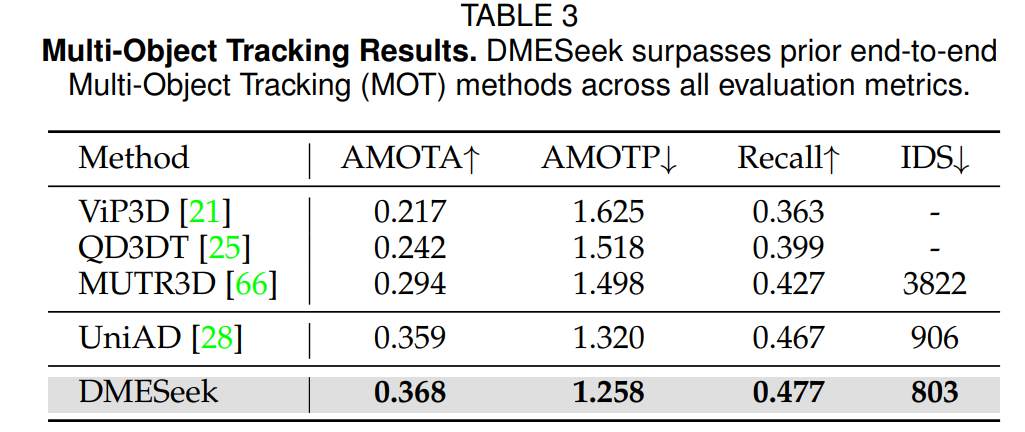 TABLE 3
Multi-Object Tracking Results. DMESeek surpasses prior end-to-end
Multi-Object Tracking (MOT) methods across all evaluation metrics.
Method AMOTA↑ AMOTP↓ Recall↑ IDS↓
ViP3D [21] 0.217 1.625 0.363 -
QD3DT [25] 0.242 1.518 0.399 -
MUTR3D [66] 0.294 1.498 0.427 3822
UniAD [28] 0.359 1.320 0.467 906
DMESeek 0.368 1.258 0.477 803